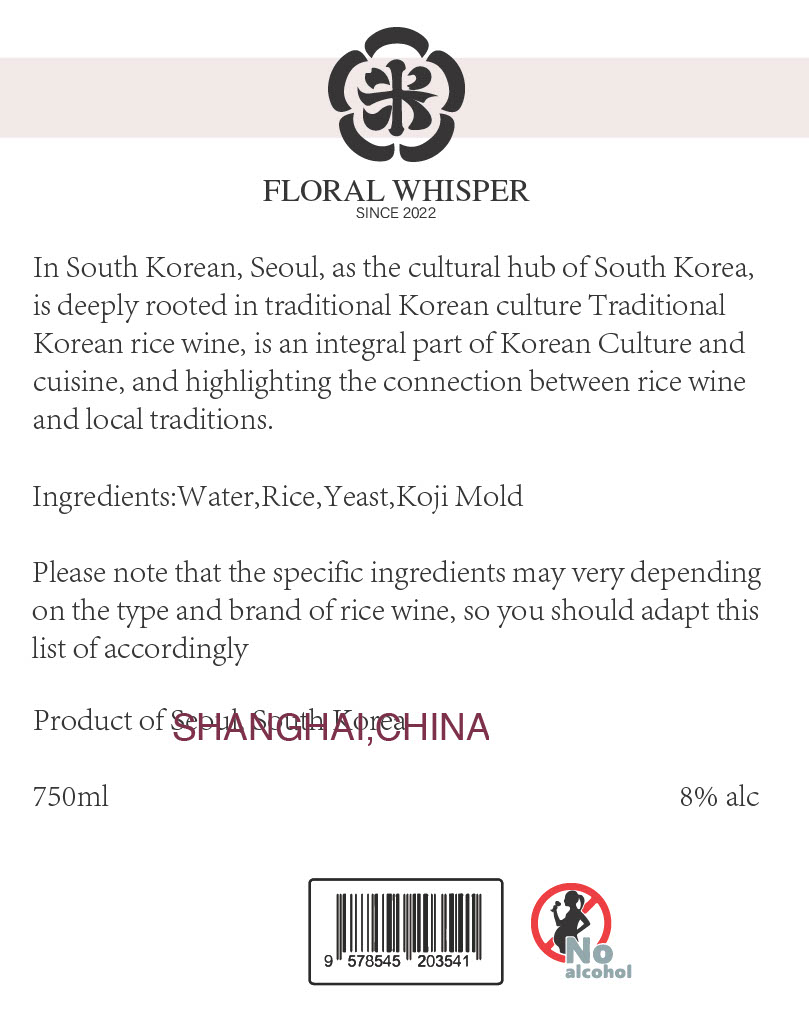 米
FLORAL WHISPER
SINCE 2022
In South Korean, Seoul, as the cultural hub of South Korea,
is deeply rooted in traditional Korean culture Traditional
Korean rice wine, is an integral part of Korean Culture and
cuisine, and highlighting the connection between rice wine
and local traditions.
Ingredients:Water,Rice,Yeast,Koji Mold
Please note that the specific ingredients may very depending
on the type and brand of rice wine, so you should adapt this
list of accordingly
Product of Seoul, South Korea
SHANGHAI,CHINA
750ml 8% alc
9 578545 203541
No
alcohol